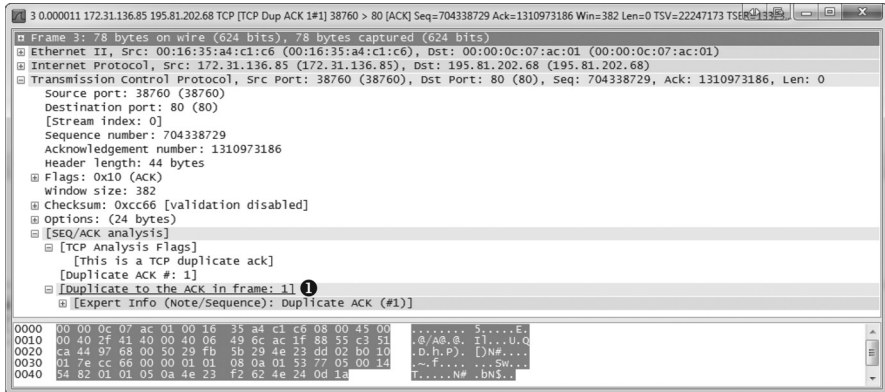 3 0.000011 172.31.136.85 195.81.202.68 TCP [TCP Dup ACK 1#1] 38760 > 80 [ACK] Seq=704338729 Ack=1310973186 Win=382 Len=0 TSV=22247173
Frame 3: 78 bytes on wire (624 bits), 78 bytes captured (624 bits)
Ethernet II, Src: 00:16:35:a4:c1:c6 (00:16:35:a4:c1:c6), Dst: 00:00:0c:07:ac:01 (00:00:0c:07:ac:01)
Internet Protocol, Src: 172.31.136.85 (172.31.136.85), Dst: 195.81.202.68 (195.81.202.68)
Transmission Control Protocol, Src Port: 38760 (38760), Dst Port: 80 (80), Seq: 704338729, Ack: 1310973186, Len: 0
Source port: 38760 (38760)
Destination port: 80 (80)
[Stream index: 0]
Sequence number: 704338729
Acknowledgement number: 1310973186
Header length: 44 bytes
Flags: 0x10 (ACK)
Window size: 382
Checksum: 0xcc66 [validation disabled]
Options: (24 bytes)
[SEQ/ACK analysis]
[TCP Analysis Flags]
[This is a TCP duplicate ack]
[Duplicate ACK #: 1]
[Duplicate to the ACK in frame: 1] ❶
[Expert Info (Note/Sequence): Duplicate ACK (#1)]
0000 00 00 0c 07 ac 01 00 16 35 a4 c1 c6 08 00 45 00 ........ 5.....E.
0010 00 40 2f 41 40 00 40 06 49 6c ac 1f 88 55 c3 51 .@/A@.@. Il...U.Q
0020 ca 44 97 68 00 50 29 fb 5b 29 4e 23 dd 02 b0 10 .D.h.P). [)N#....
0030 01 7e cc 66 00 00 01 01 08 0a 01 53 77 05 00 14 .~.f.... ...Sw...
0040 54 82 01 01 05 0a 4e 23 f2 62 4e 24 0d 1a T.....N# .bN$..